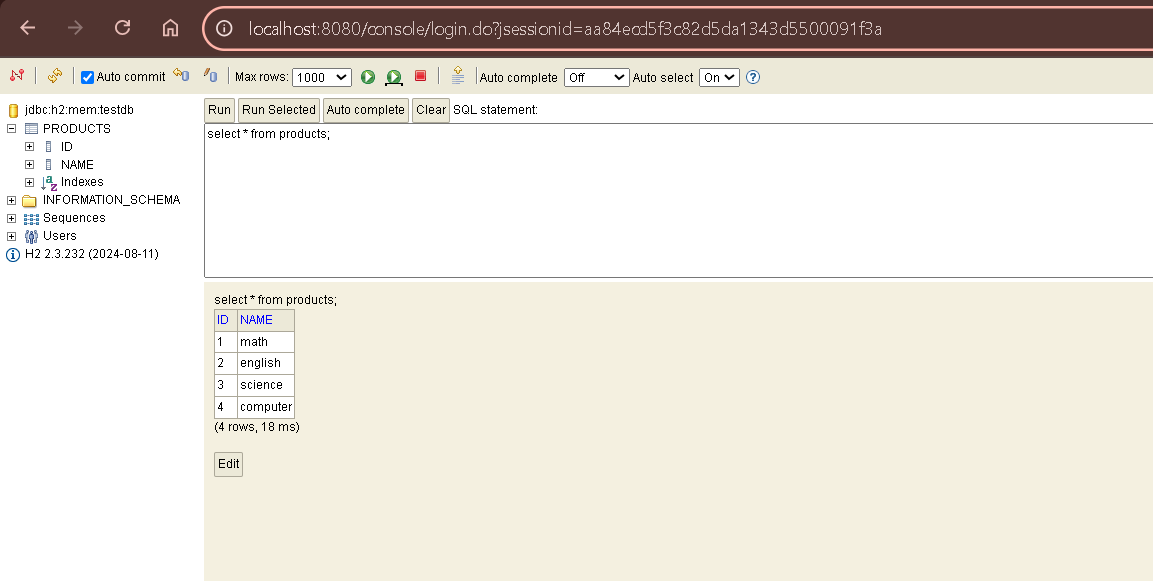 localhost:8080/console/login.do?jsessionid=aa84ecd5f3c82d5da1343d5500091f3a
Auto commit Max rows: 1000 Auto complete Off Auto select On
jdbc:h2:mem:testdb
PRODUCTS
ID
NAME
Indexes
INFORMATION_SCHEMA
Sequences
Users
H2 2.3.232 (2024-08-11)
Run Run Selected Auto complete Clear SQL statement:
select * from products;
select * from products;
ID NAME
1 math
2 english
3 science
4 computer
(4 rows, 18 ms)
Edit